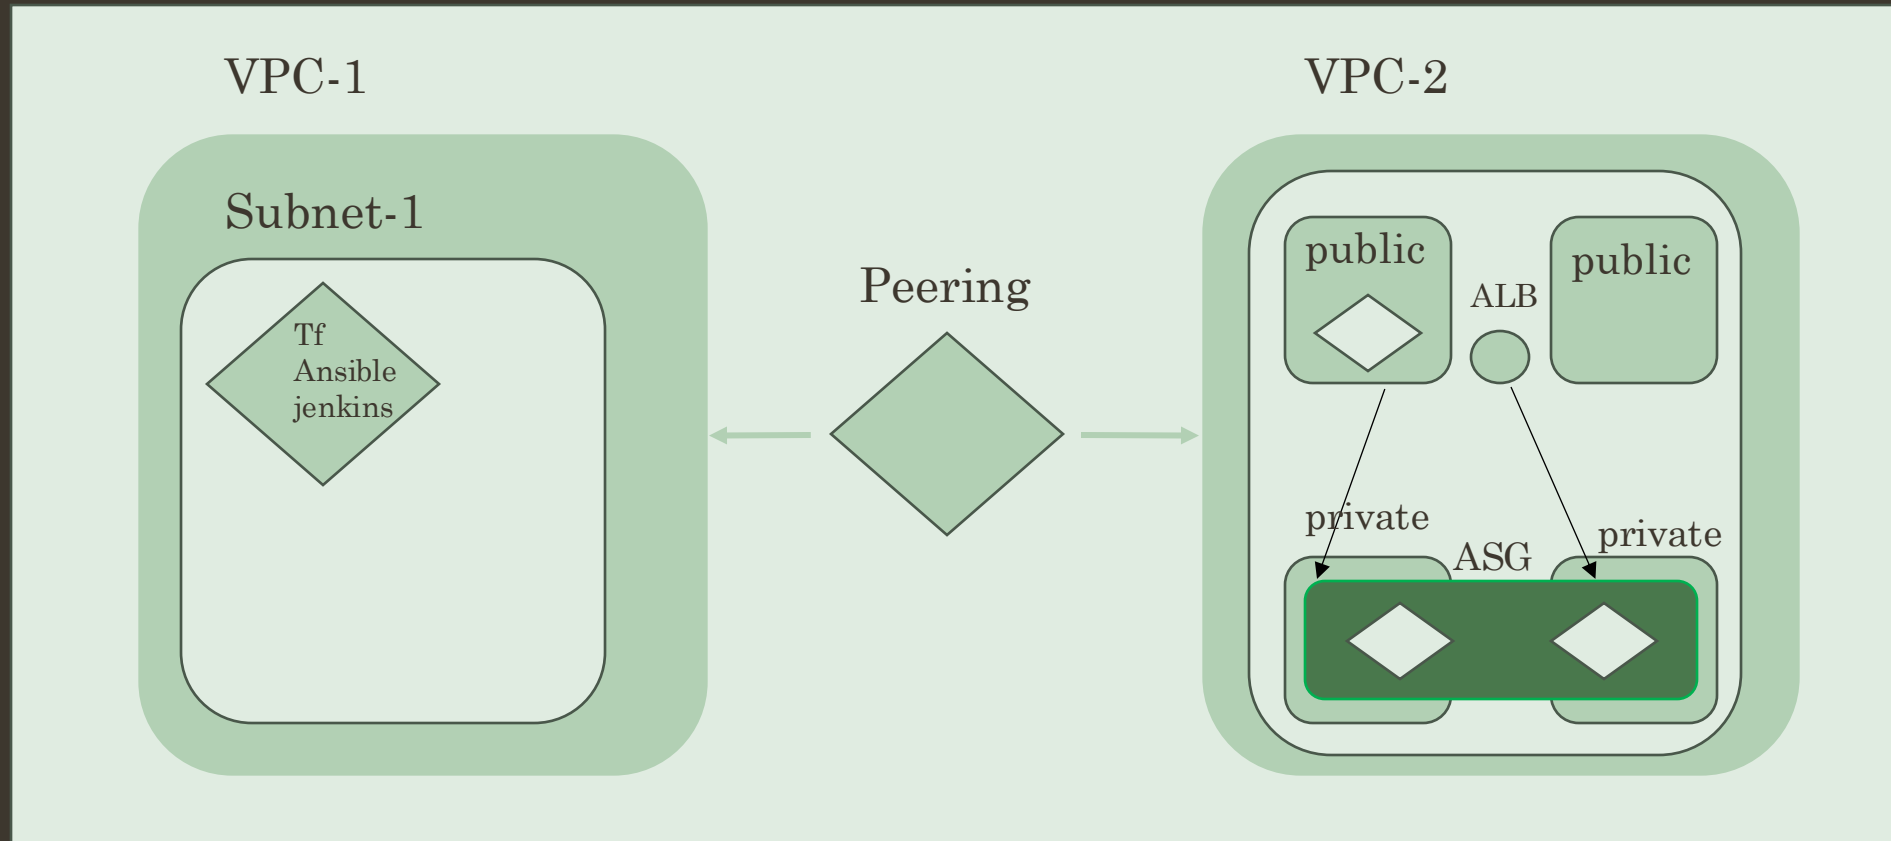 VPC-1
VPC-2
Subnet-1
Tf
Ansible
jenkins
Peering
public
ALB
public
private
ASG
private